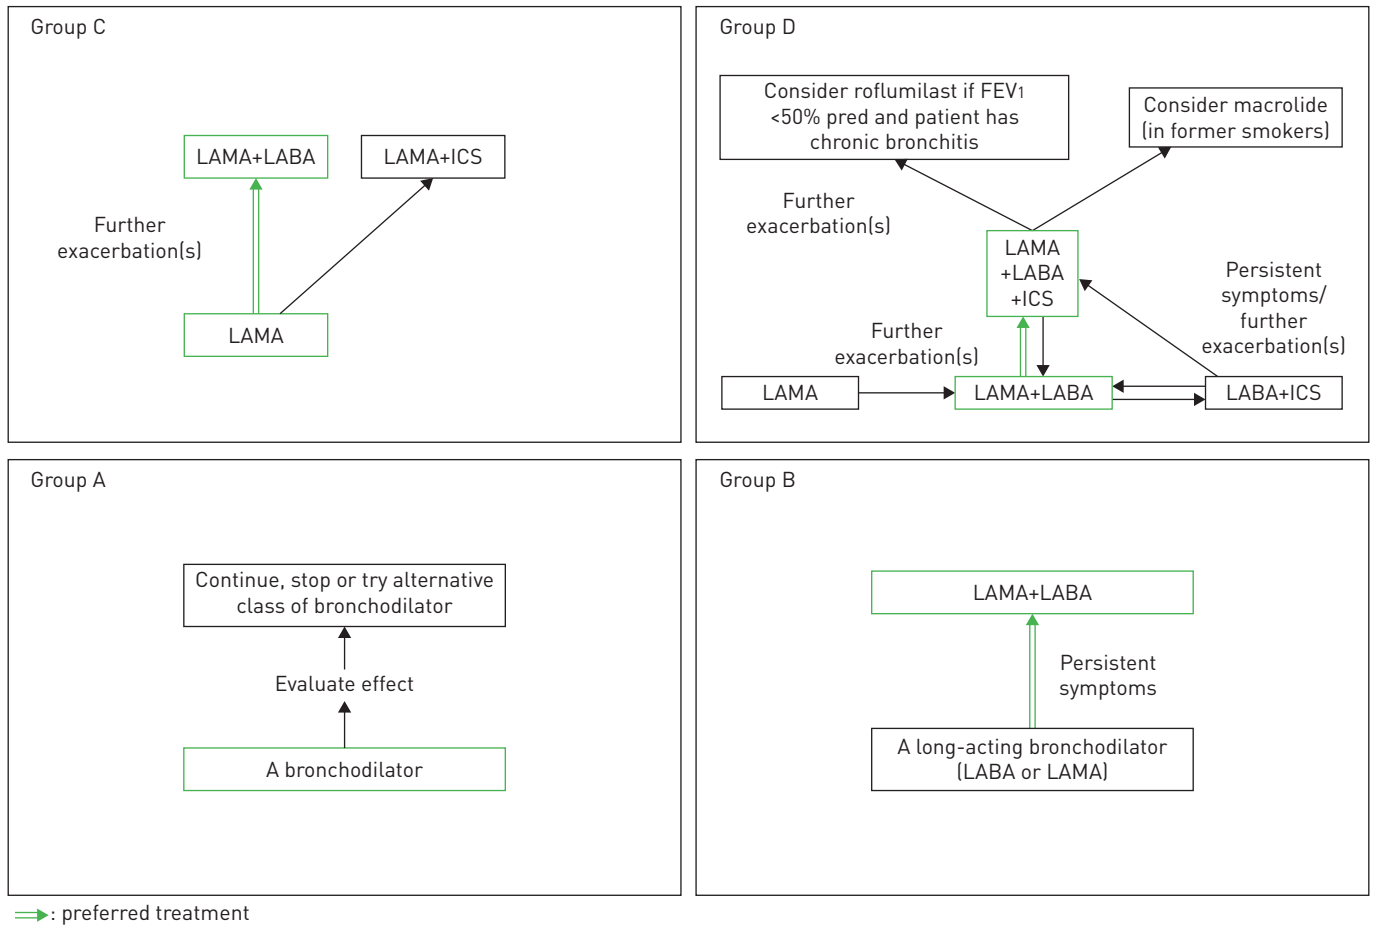 Group C
LAMA+LABA
LAMA+ICS
Further
exacerbation(s)
LAMA
Group D
Consider roflumilast if FEV1
<50% pred and patient has
chronic bronchitis
Consider macrolide
(in former smokers)
Further
exacerbation(s)
LAMA
+LABA
+ICS
Persistent
symptoms/
further
exacerbation(s)
Further
exacerbation(s)
LAMA
LAMA+LABA
LABA+ICS
Group A
Continue, stop or try alternative
class of bronchodilator
Evaluate effect
A bronchodilator
Group B
LAMA+LABA
Persistent
symptoms
A long-acting bronchodilator
(LABA or LAMA)
: preferred treatment